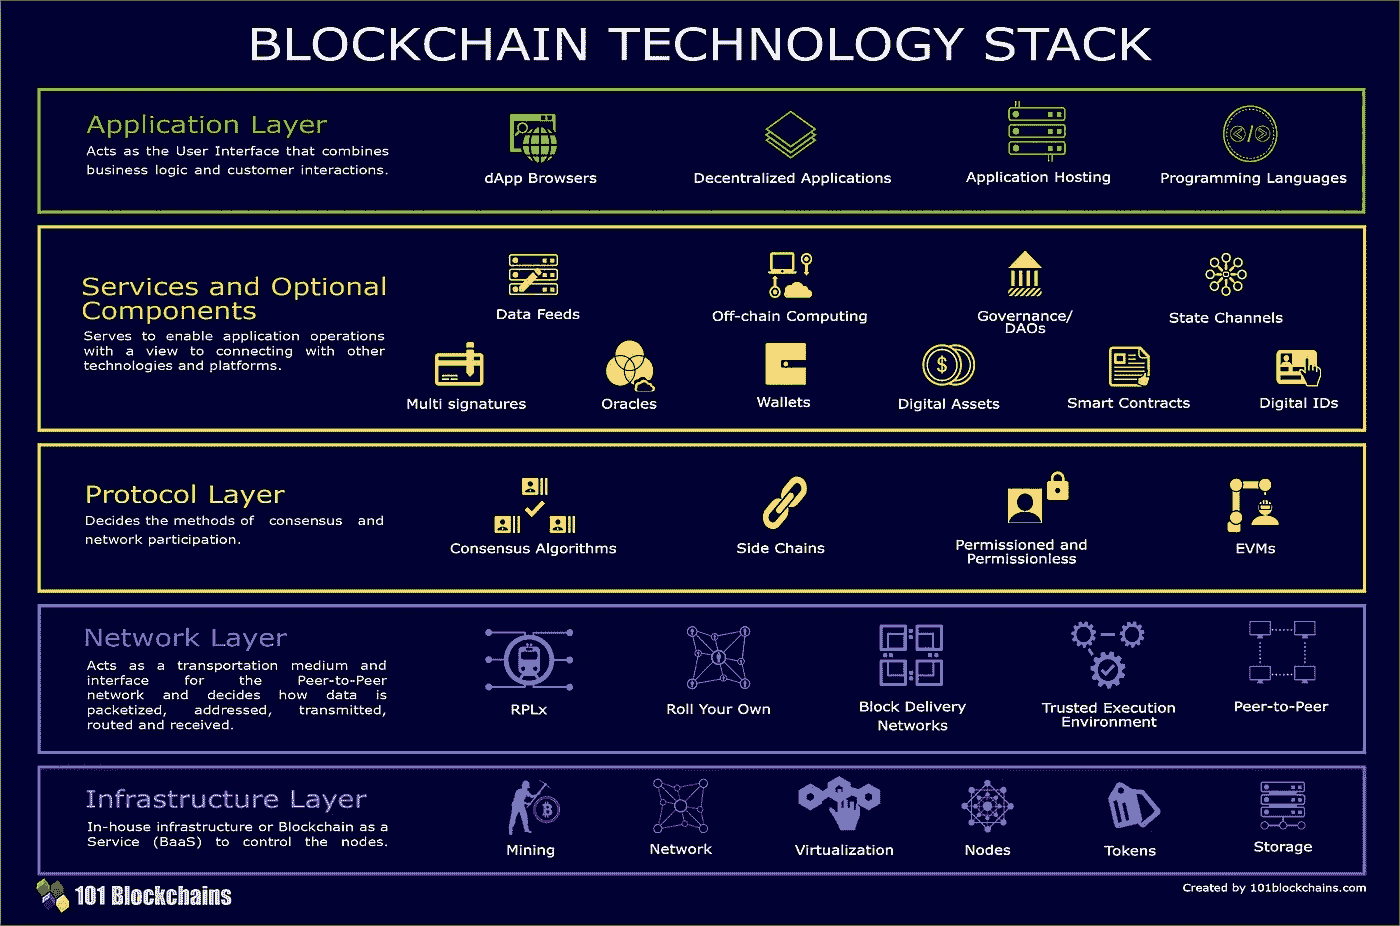 BLOCKCHAIN TECHNOLOGY STACK
Application Layer
Acts as the User Interface that combines
business logic and customer interactions.
dApp Browsers
Decentralized Applications
Application Hosting
Programming Languages
Services and Optional
Components
Serves to enable application operations
with a view to connecting with other
technologies and platforms.
Data Feeds
Off-chain Computing
Governance/
DAOs
State Channels
Multi signatures
Oracles
Wallets
Digital Assets
Smart Contracts
Digital IDs
Protocol Layer
Decides the methods of consensus and
network participation.
Consensus Algorithms
Side Chains
Permissioned and
Permissionless
EVMs
Network Layer
Acts as a transportation medium and
interface for the Peer-to-Peer
network and decides how data is
packetized, addressed, transmitted,
routed and received.
RPLx
Roll Your Own
Block Delivery
Networks
Trusted Execution
Environment
Peer-to-Peer
Infrastructure Layer
In-house infrastructure or Blockchain as a
Service (BaaS) to control the nodes.
Mining
Network
Virtualization
Nodes
Tokens
Storage
101 Blockchains
Created by 101blockchains.com